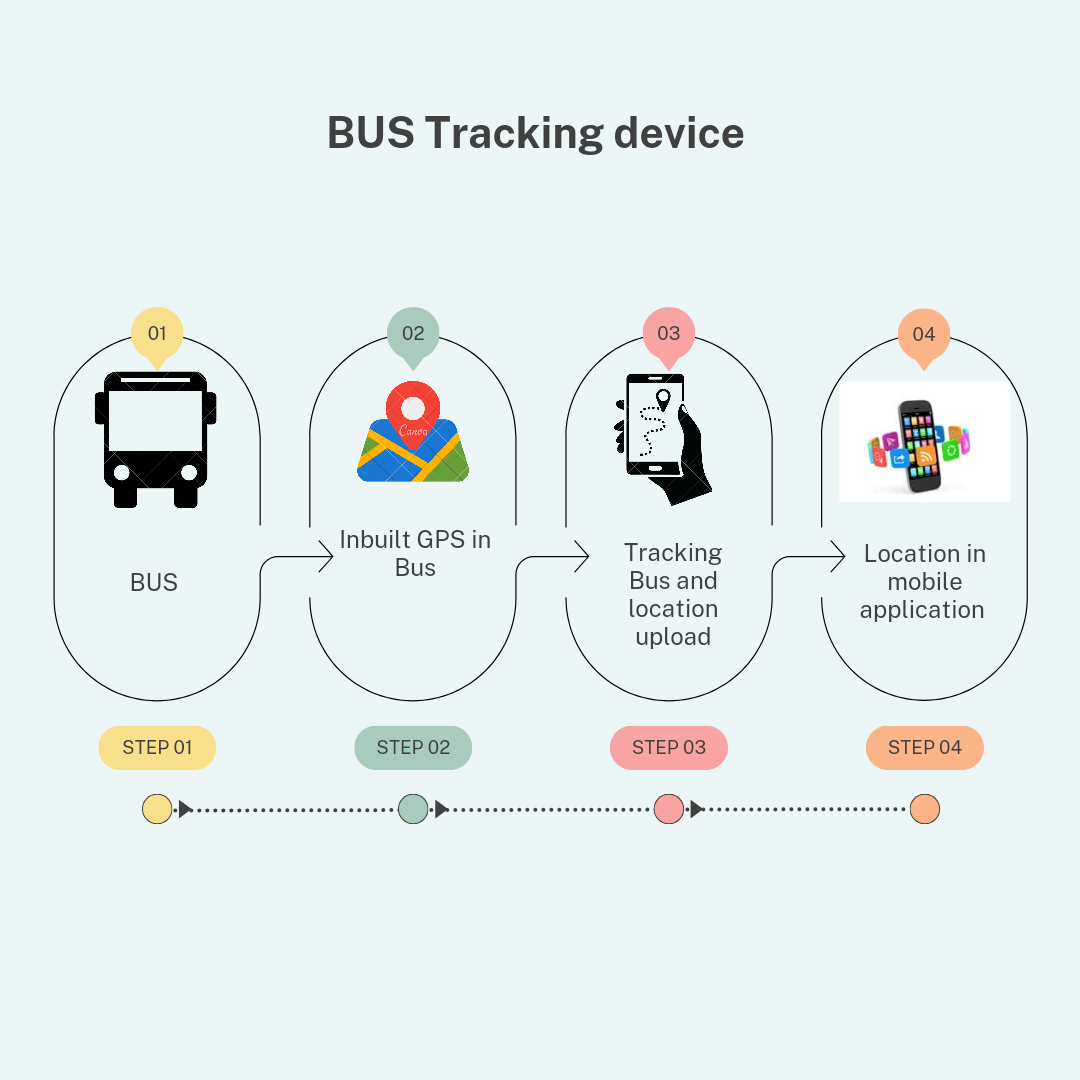 BUS Tracking device
01
02
03
04
Canva
BUS
Inbuilt GPS in
Bus
Tracking
Bus and
location
upload
Location in
mobile
application
STEP 01
STEP 02
STEP 03
STEP 04